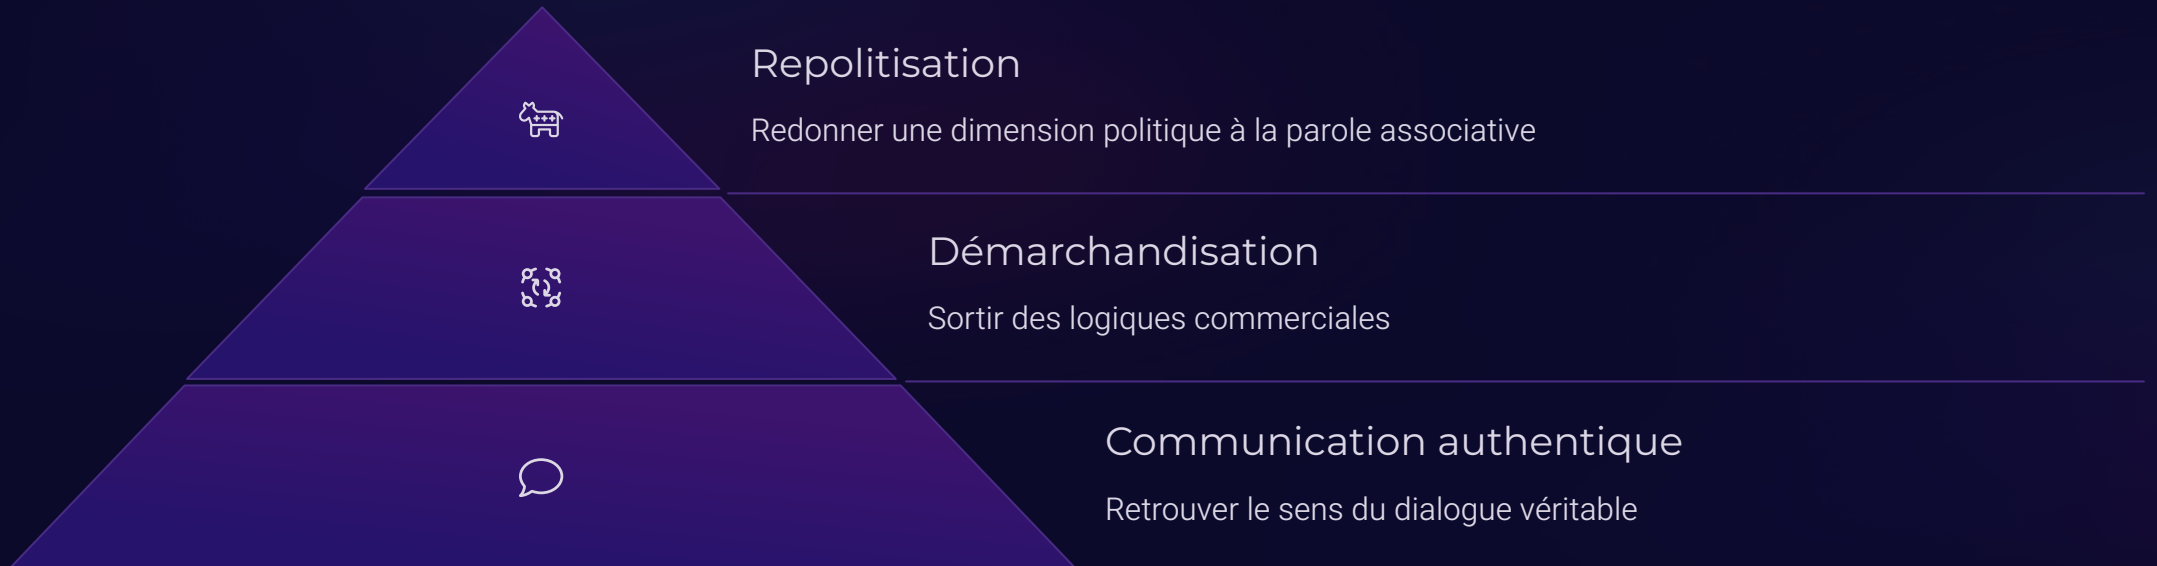 Repolitisation
Redonner une dimension politique à la parole associative
Démarchandisation
Sortir des logiques commerciales
Communication authentique
Retrouver le sens du dialogue véritable